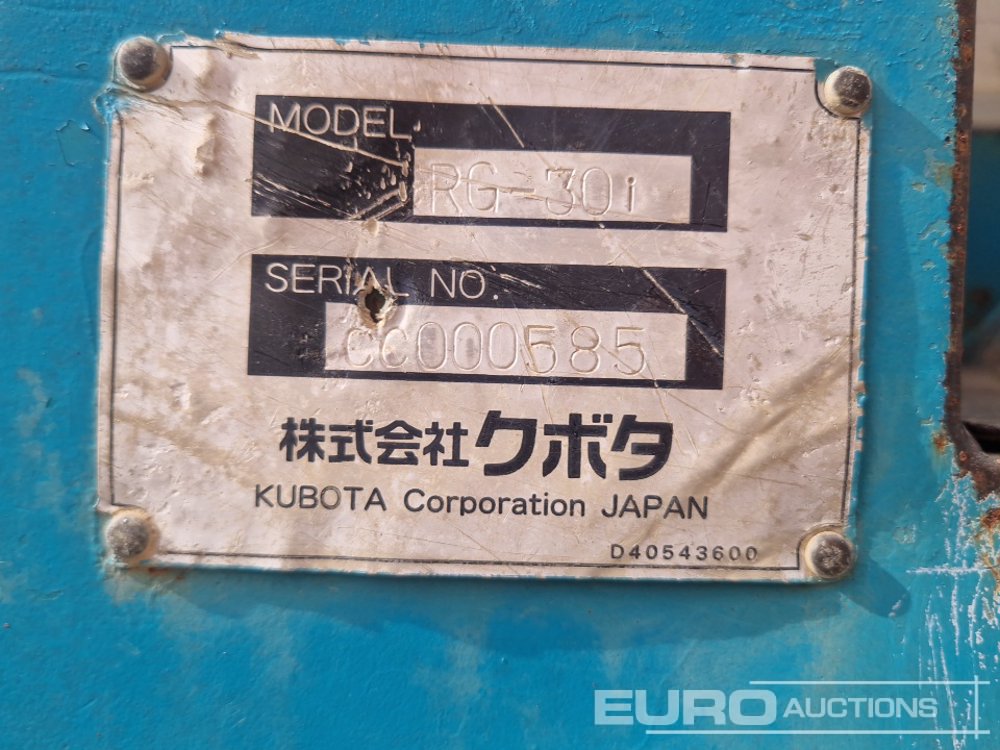 MODEL
RG-30i
SERIAL NO.
CC000585
株式会社クボタ
KUBOTA Corporation JAPAN
D40543600
EURO AUCTIONS